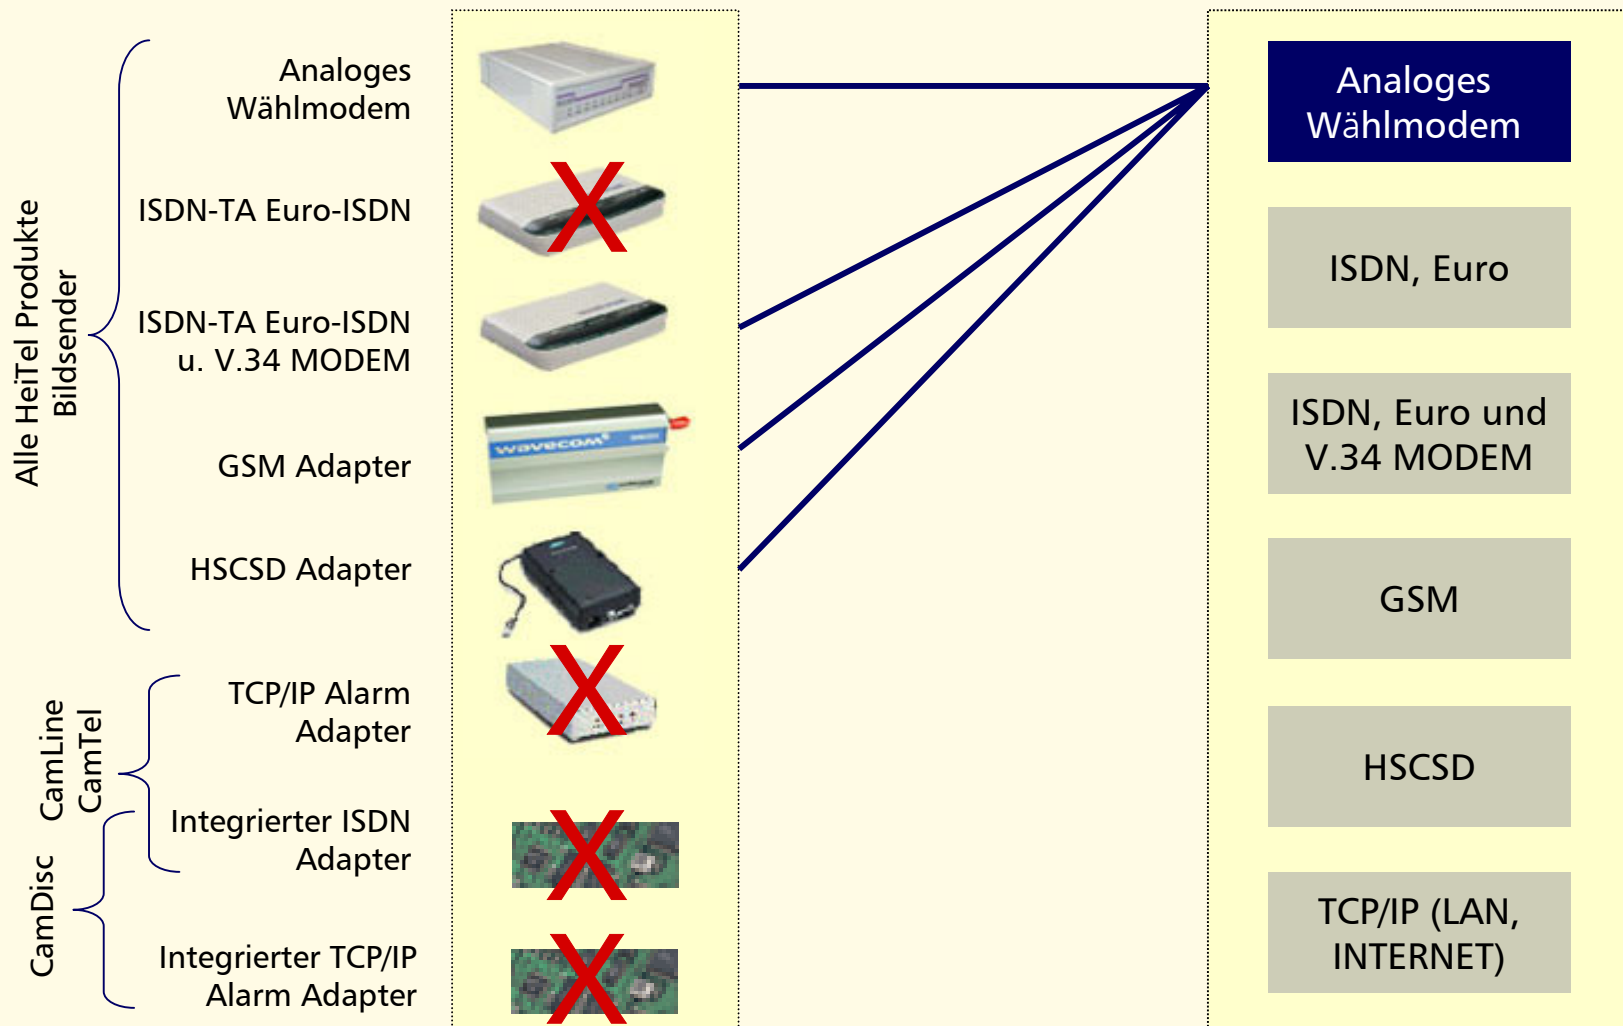 Alle HeiTel Produkte
Bildsender
Analoges
Wählmodem
ISDN-TA Euro-ISDN
ISDN-TA Euro-ISDN
u. V.34 MODEM
GSM Adapter
wavecom
HSCSD Adapter
CamLine
CamTel
TCP/IP Alarm
Adapter
Integrierter ISDN
Adapter
CamDisc
Integrierter TCP/IP
Alarm Adapter
Analoges
Wählmodem
ISDN, Euro
ISDN, Euro und
V.34 MODEM
GSM
HSCSD
TCP/IP (LAN,
INTERNET)